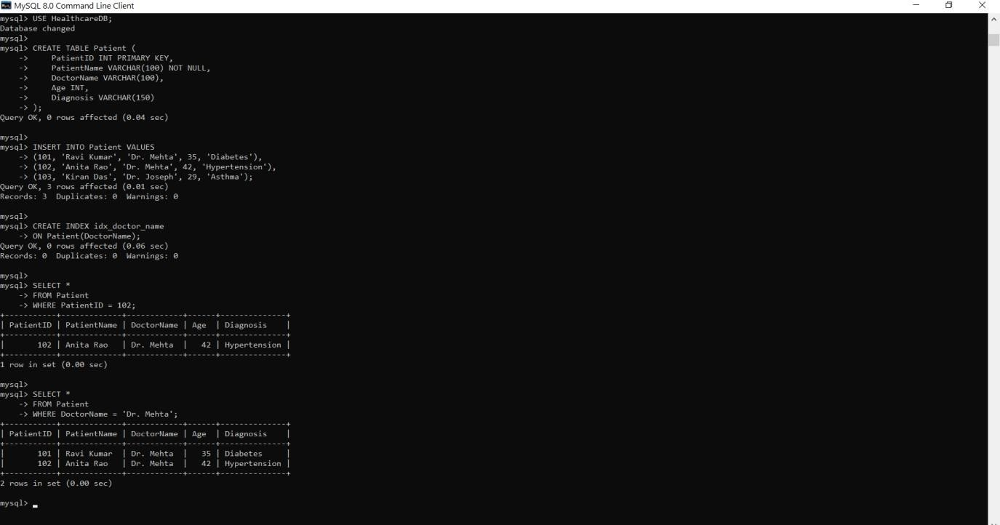 MySQL 8.0 Command Line Client
mysql> USE HealthcareDB;
Database changed
mysql>
mysql> CREATE TABLE Patient (
    ->     PatientID INT PRIMARY KEY,
    ->     PatientName VARCHAR(100) NOT NULL,
    ->     DoctorName VARCHAR(100),
    ->     Age INT,
    ->     Diagnosis VARCHAR(150)
    -> );
Query OK, 0 rows affected (0.04 sec)

mysql>
mysql> INSERT INTO Patient VALUES
    -> (101, 'Ravi Kumar', 'Dr. Mehta', 35, 'Diabetes'),
    -> (102, 'Anita Rao', 'Dr. Mehta', 42, 'Hypertension'),
    -> (103, 'Kiran Das', 'Dr. Joseph', 29, 'Asthma');
Query OK, 3 rows affected (0.01 sec)
Records: 3  Duplicates: 0  Warnings: 0

mysql>
mysql> CREATE INDEX idx_doctor_name
    -> ON Patient(DoctorName);
Query OK, 0 rows affected (0.06 sec)
Records: 0  Duplicates: 0  Warnings: 0

mysql>
mysql> SELECT *
    -> FROM Patient
    -> WHERE PatientID = 102;
+-----------+-------------+------------+------+--------------+
| PatientID | PatientName | DoctorName | Age  | Diagnosis    |
+-----------+-------------+------------+------+--------------+
|       102 | Anita Rao   | Dr. Mehta  |   42 | Hypertension |
+-----------+-------------+------------+------+--------------+
1 row in set (0.00 sec)

mysql>
mysql> SELECT *
    -> FROM Patient
    -> WHERE DoctorName = 'Dr. Mehta';
+-----------+-------------+------------+------+--------------+
| PatientID | PatientName | DoctorName | Age  | Diagnosis    |
+-----------+-------------+------------+------+--------------+
|       101 | Ravi Kumar  | Dr. Mehta  |   35 | Diabetes     |
|       102 | Anita Rao   | Dr. Mehta  |   42 | Hypertension |
+-----------+-------------+------------+------+--------------+
2 rows in set (0.00 sec)

mysql>